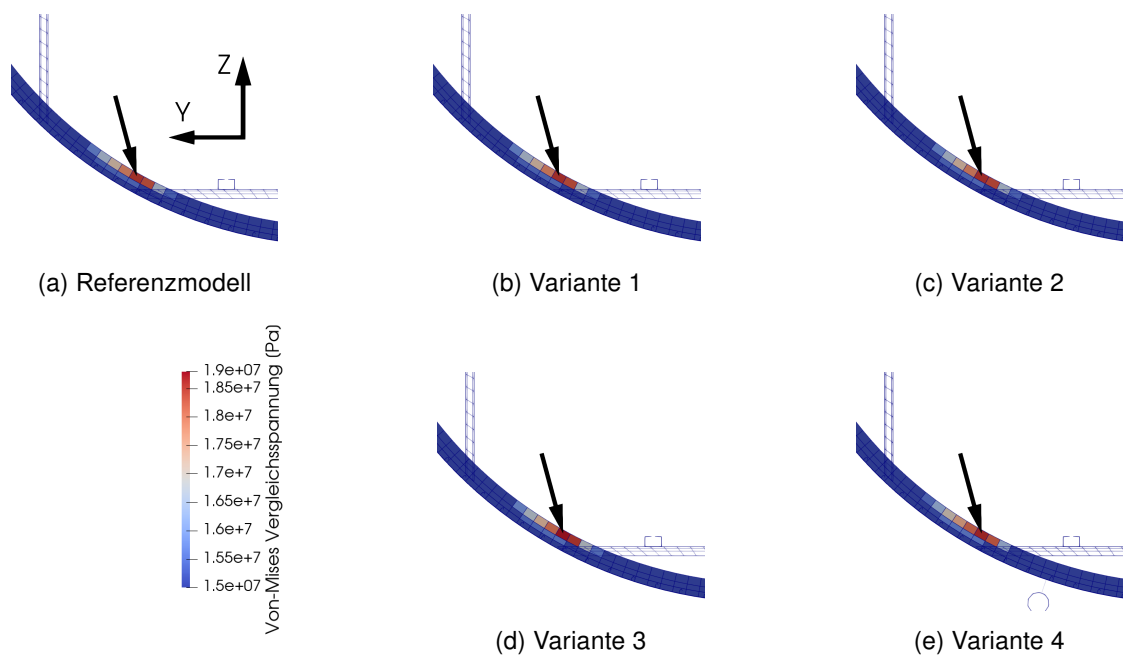 Z
Y
(a) Referenzmodell
(b) Variante 1
(c) Variante 2
Von-Mises Vergleichsspannung (Pa)
1.9e+07
1.85e+7
1.8e+7
1.75e+7
1.7e+7
1.65e+7
1.6e+7
1.55e+7
1.5e+07
(d) Variante 3
(e) Variante 4